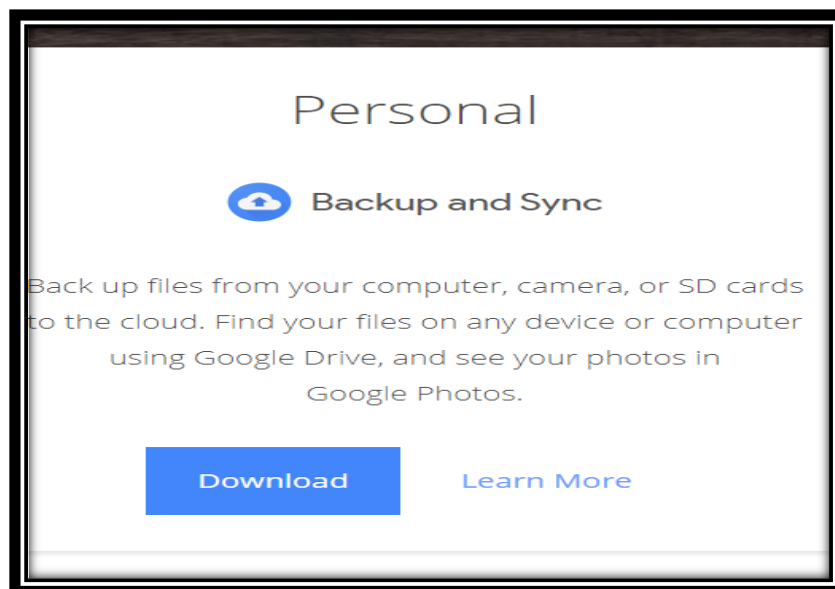 Personal
Backup and Sync
Back up files from your computer, camera, or SD cards
to the cloud. Find your files on any device or computer
using Google Drive, and see your photos in
Google Photos.
Download Learn More